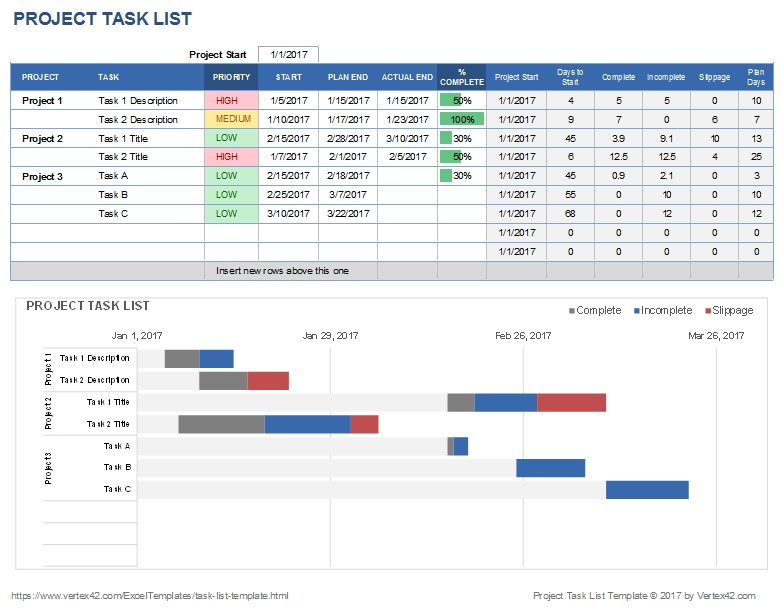 PROJECT TASK LIST
Project Start 1/1/2017
PROJECT TASK PRIORITY START PLAN END ACTUAL END % COMPLETE Project Start Days to Start Complete Incomplete Slippage Plan Days
Project 1 Task 1 Description HIGH 1/5/2017 1/15/2017 1/15/2017 50% 1/1/2017 4 5 5 0 10
Task 2 Description MEDIUM 1/10/2017 1/17/2017 1/23/2017 100% 1/1/2017 9 7 0 6 7
Project 2 Task 1 Title LOW 2/15/2017 2/28/2017 3/10/2017 30% 1/1/2017 45 3.9 9.1 10 13
Task 2 Title HIGH 1/7/2017 2/1/2017 2/5/2017 50% 1/1/2017 6 12.5 12.5 4 25
Project 3 Task A LOW 2/15/2017 2/18/2017 30% 1/1/2017 45 0.9 2.1 0 3
Task B LOW 2/25/2017 3/7/2017 1/1/2017 55 0 10 0 10
Task C LOW 3/10/2017 3/22/2017 1/1/2017 68 0 12 0 12
1/1/2017 0 0 0 0 0
1/1/2017 0 0 0 0 0
Insert new rows above this one
PROJECT TASK LIST
Complete Incomplete Slippage
Jan 1, 2017 Jan 29, 2017 Feb 26, 2017 Mar 26, 2017
Project 1
Task 1 Description
Task 2 Description
Project 2
Task 1 Title
Task 2 Title
Project 3
Task A
Task B
Task C
https://www.vertex42.com/ExcelTemplates/task-list-template.html Project Task List Template © 2017 by Vertex42.com